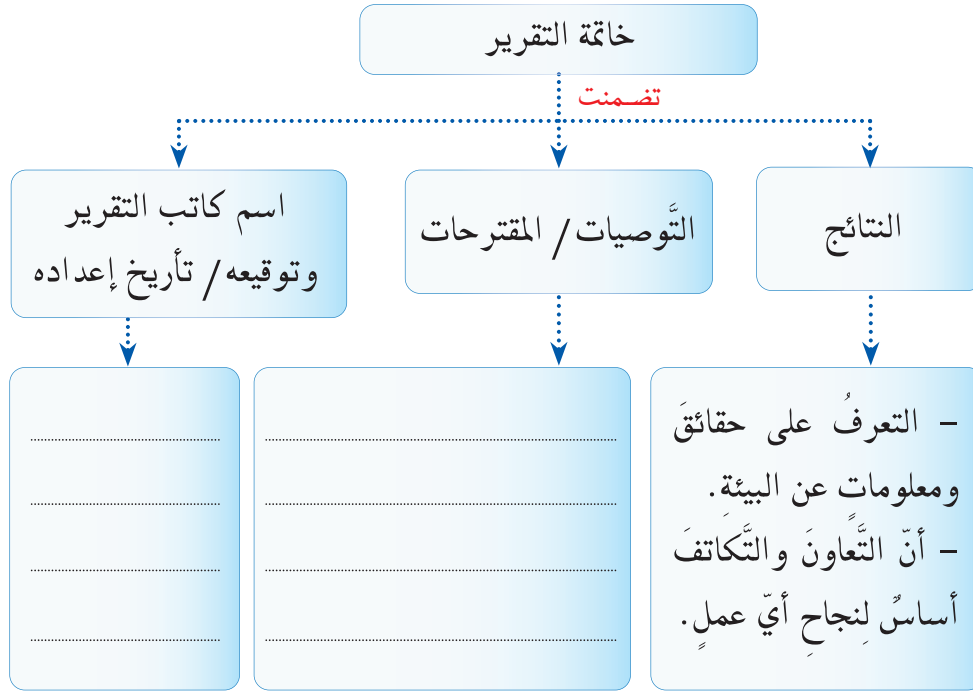 خاتمة التقرير
تضمنت
النتائج
التَّوصيات / المقترحات
اسم كاتب التقرير
وتوقيعه / تأريخ إعداده
– التعرفُ على حقائقَ
ومعلوماتٍ عن البيئةِ.
– أنّ التَّعاونَ والتَّكاتفَ
أساسٌ لِنجاحِ أيّ عملٍ.